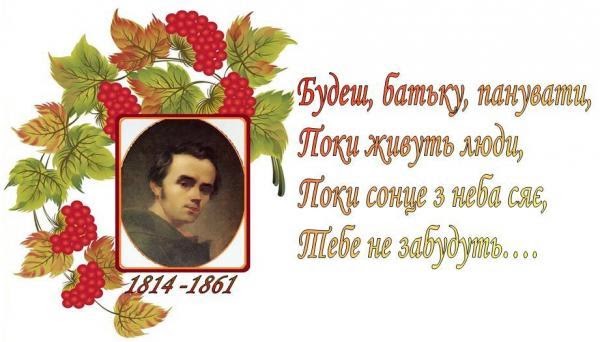 Будеш, батьку, панувати,
Поки живуть люди,
Поки сонце з неба сяє,
Тебе не забудуть....
1814 -1861